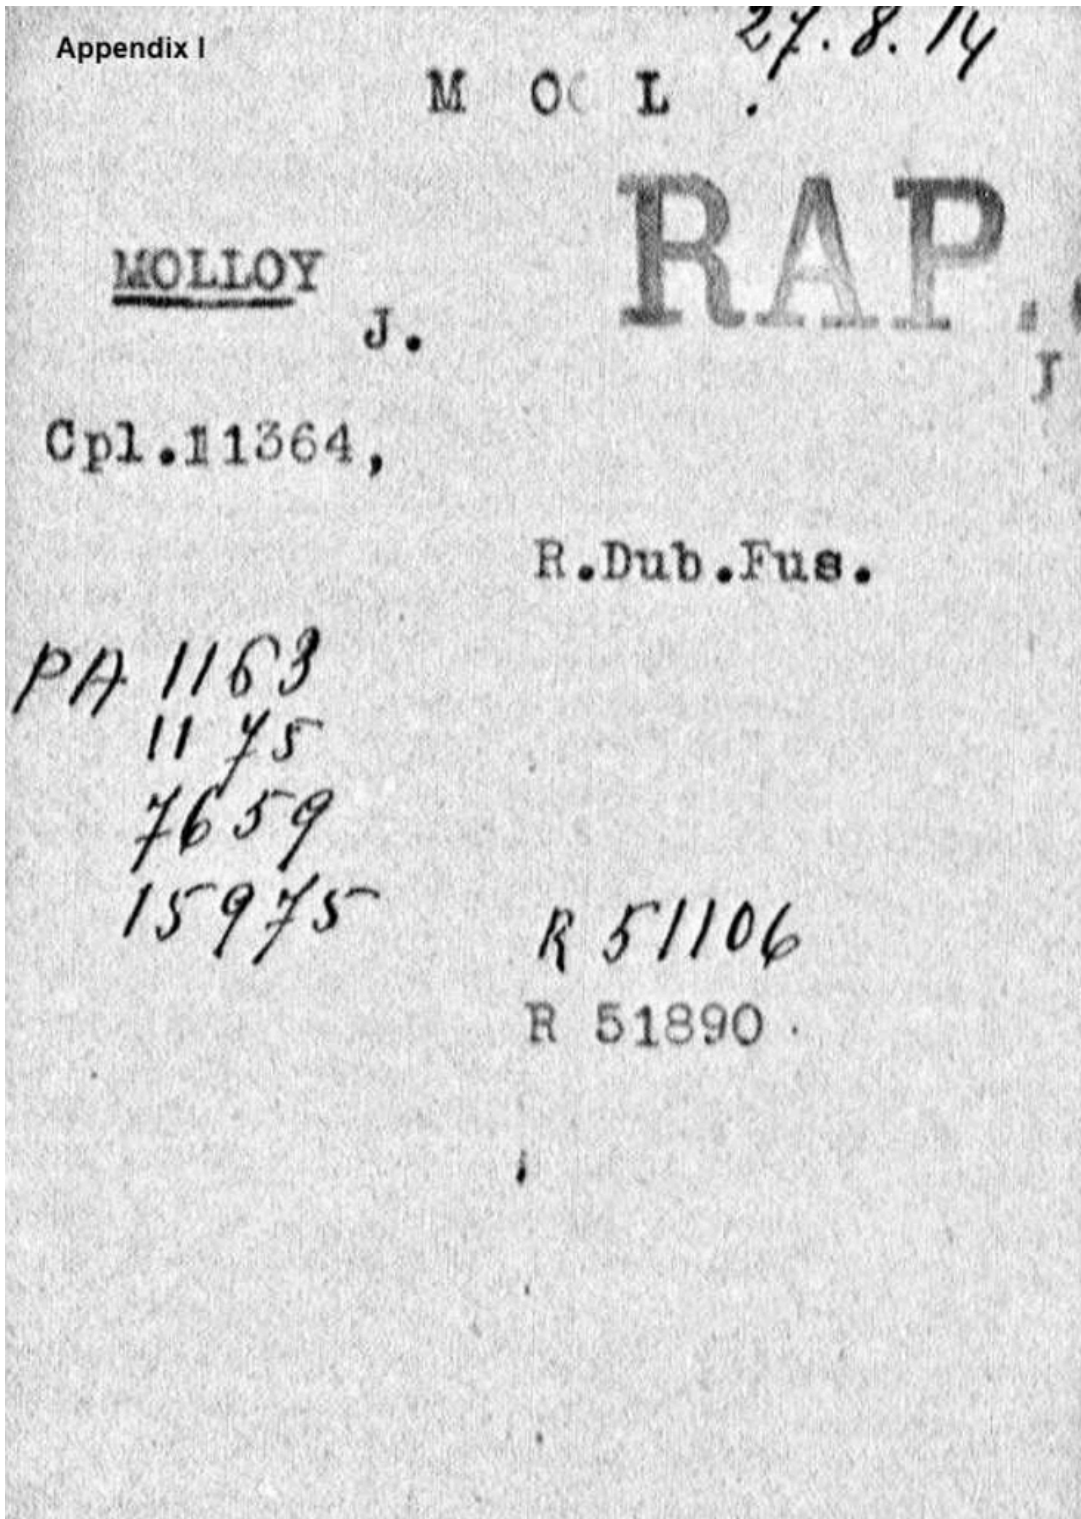 Appendix I
27.8.14
M O L .
RAP.
MOLLOY
J.
J
Cpl.11364,
R.Dub.Fus.
PA 1163
1175
7659
15975
R 51106
R 51890